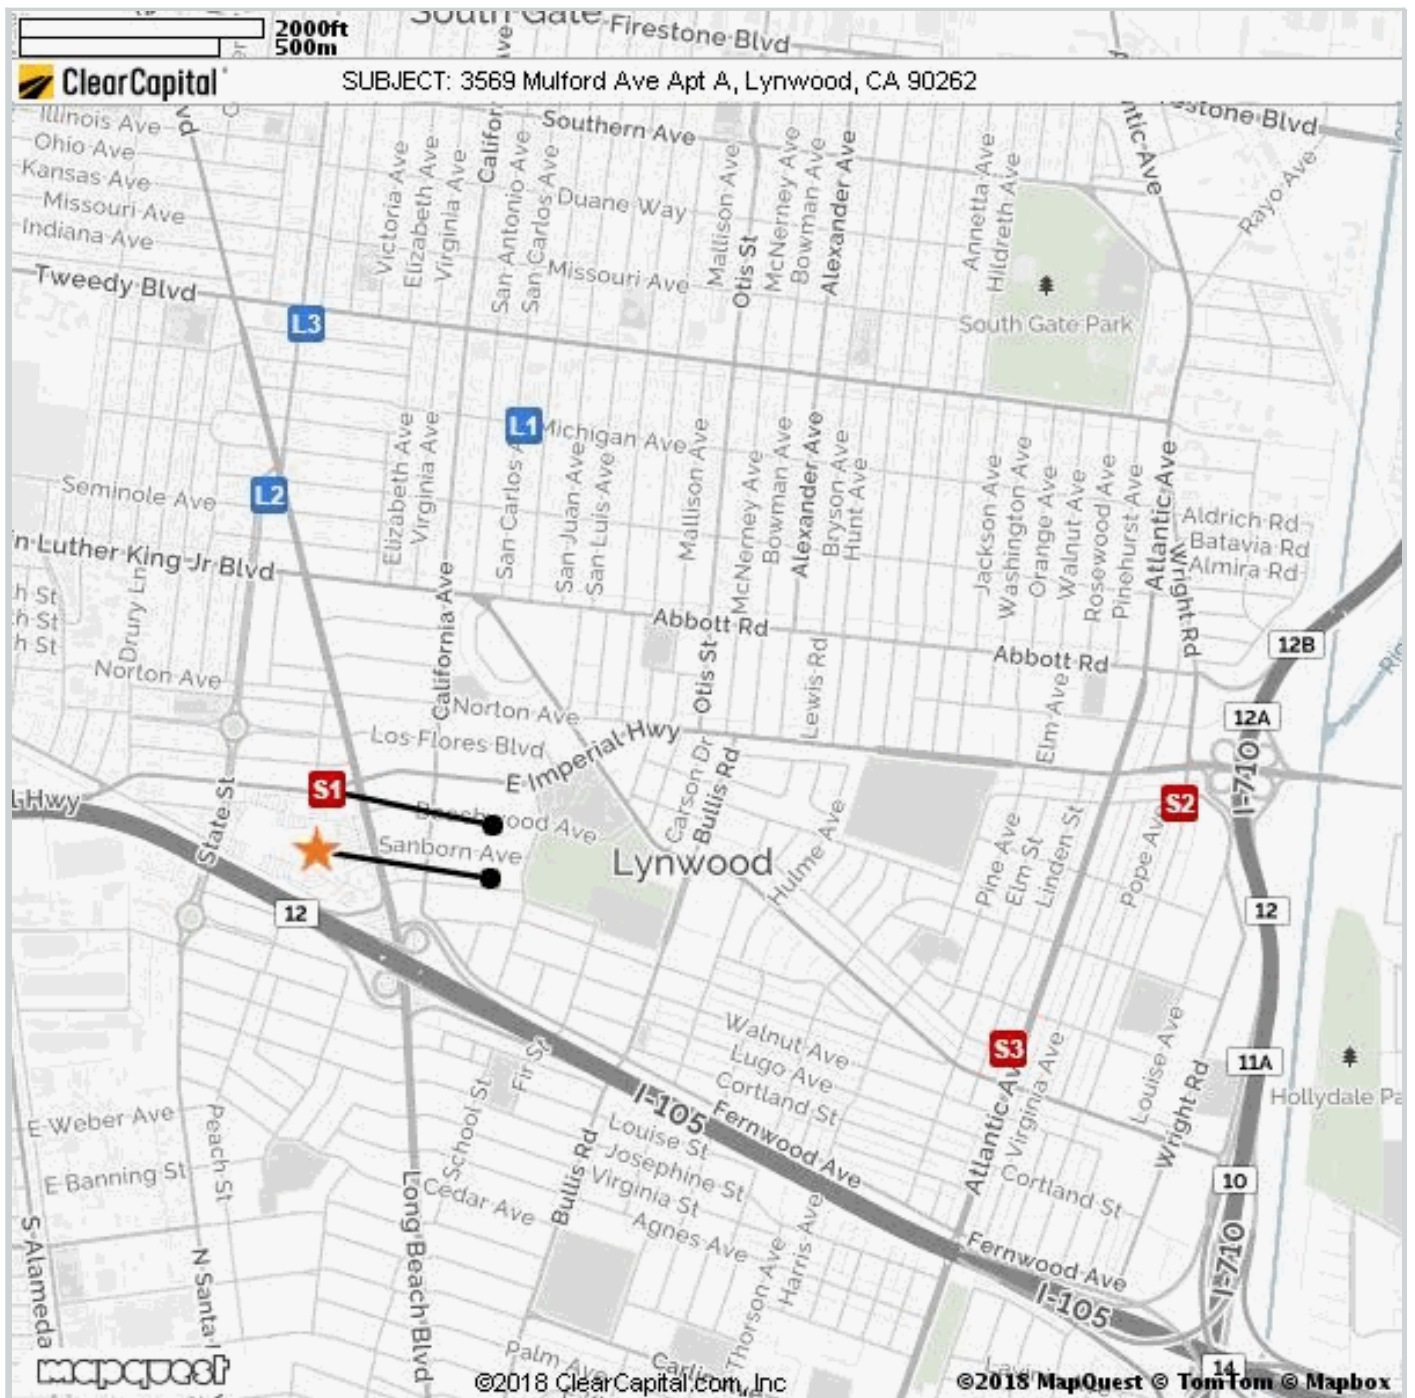 South Gate
Firestone Blvd
2000ft
500m
ClearCapital
SUBJECT: 3569 Mulford Ave Apt A, Lynwood, CA 90262
Illinois Ave
Southern Ave
Ohio Ave
Kansas Ave
Missouri Ave
Indiana Ave
Victoria Ave
Elizabeth Ave
Virginia Ave
San Antonio Ave
San Carlos Ave
Duane Way
Missouri Ave
Mallison Ave
Otis St
McNerney Ave
Bowman Ave
Alexander Ave
Annetta Ave
Hildreth Ave
Rayo Ave
Tweedy Blvd
L3
South Gate Park
L1
Michigan Ave
L2
Seminole Ave
Elizabeth Ave
Virginia Ave
San Carlos A
San Juan Ave
San Luis Ave
Mallison Ave
McNerney Ave
Bowman Ave
Alexander Ave
Bryson Ave
Hunt Ave
Jackson Ave
Washington Ave
Orange Ave
Walnut Ave
Rosewood Ave
Pinehurst Ave
Atlantic Ave
Wright Rd
Aldrich Rd
Batavia Rd
Almira Rd
n Luther King Jr Blvd
h St
h St
h St
Drury Ln
California Ave
Abbott Rd
Abbott Rd
12B
Norton Ave
Norton Ave
Otis St
Lewis Rd
Elm Ave
12A
Los Flores Blvd
E Imperial Hwy
Carson Dr
Bullis Rd
I-710
S1
S2
l Hwy
State St
Beechwood Ave
Sanborn Ave
Lynwood
Hulme Ave
Pine Ave
Elm St
Linden St
Pope Ave
12
12
S3
Walnut Ave
Lugo Ave
Cortland St
Fir St
School St
I-105
Fernwood Ave
Virginia Ave
Louise Ave
Wright Rd
11A
Hollydale Pa
E Weber Ave
Peach St
E Banning St
Louise St
Josephine St
Virginia St
Agnes Ave
Bullis Rd
Cedar Ave
Long Beach Blvd
Atlantic Av
Cortland St
10
S Alameda
N Santa
Harris Ave
Thorson Ave
Fernwood Ave
I-105
I-710
14
Palm Ave
mapquest
©2018 ClearCapital.com, Inc
©2018 MapQuest © TomTom © Mapbox